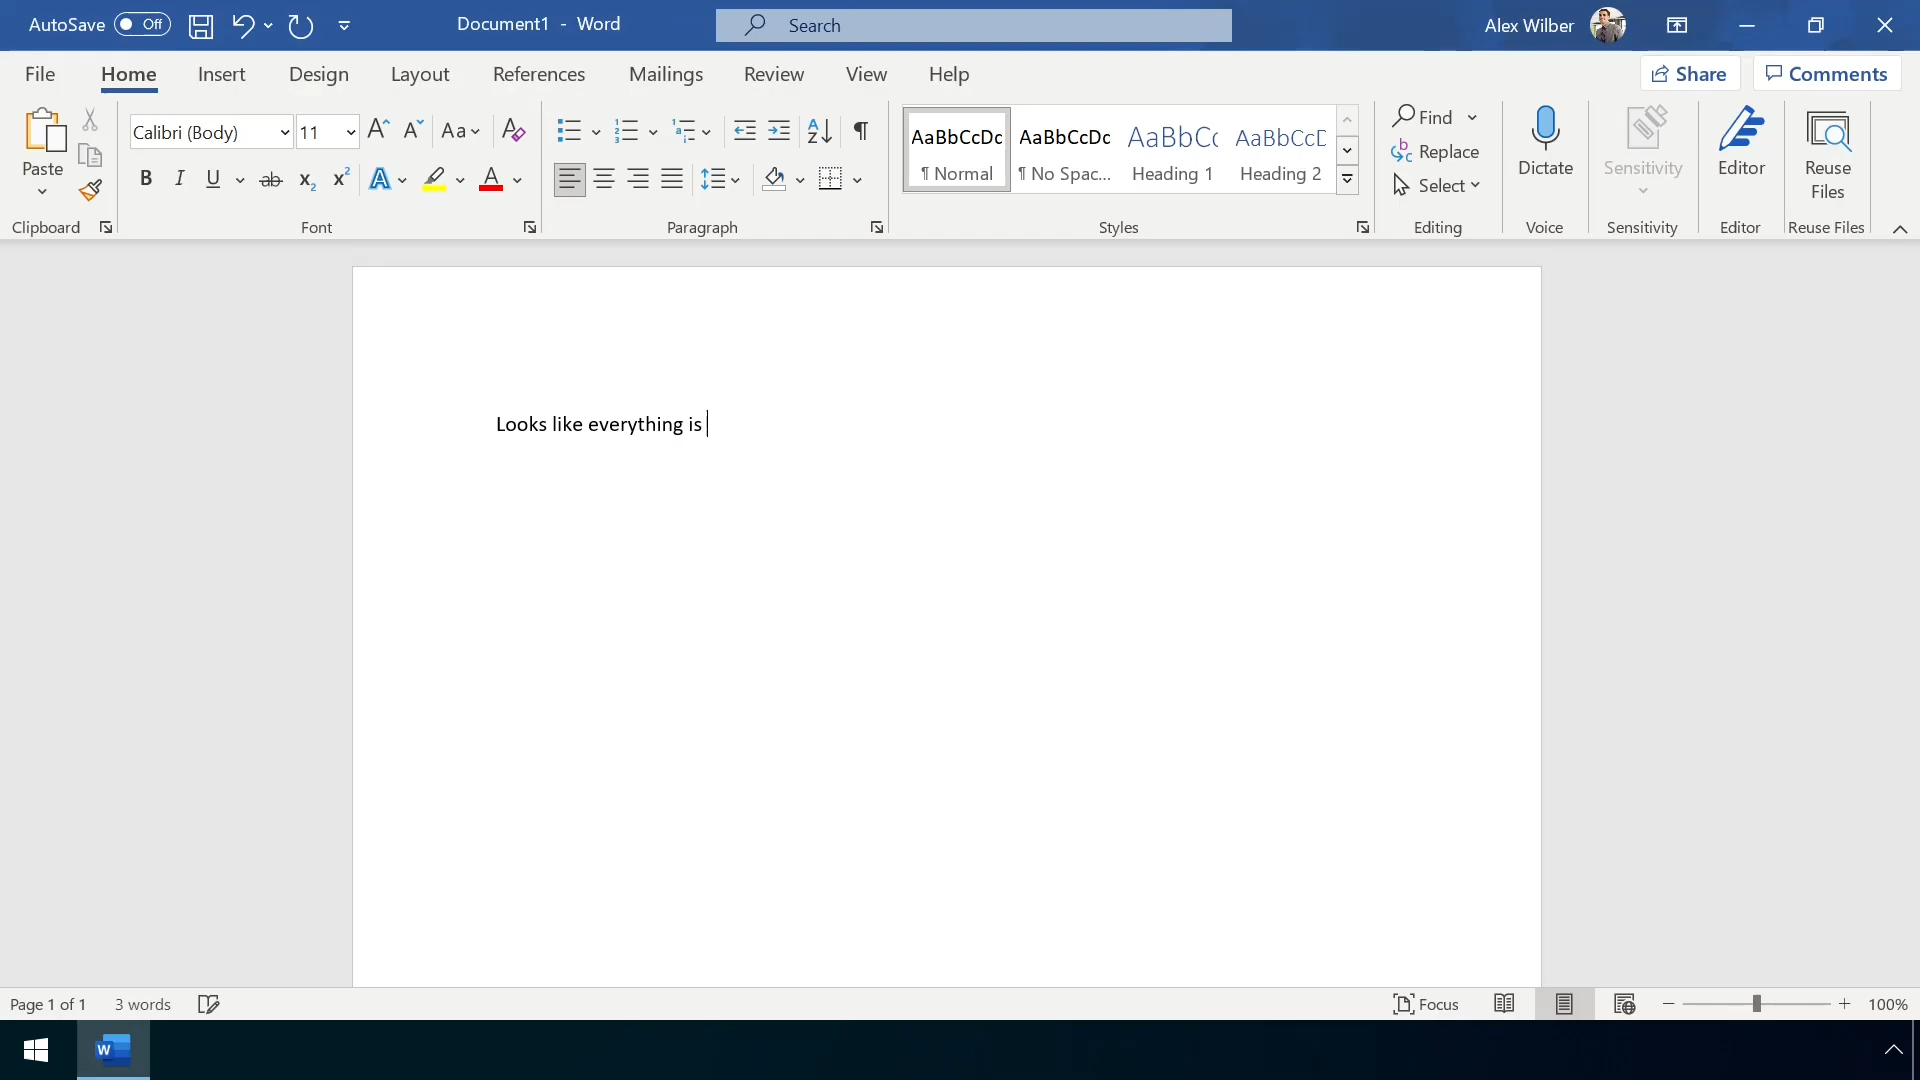 AutoSave Off Document1 - Word Search Alex Wilber
File Home Insert Design Layout References Mailings Review View Help Share Comments
Paste
Clipboard
Calibri (Body) 11 Aa
B I U ab x2 x2 A A
Font
Paragraph
AaBbCcDc AaBbCcDc AaBbCc AaBbCcD
¶ Normal ¶ No Spac... Heading 1 Heading 2
Styles
Find
Replace
Select
Editing
Dictate
Voice
Sensitivity
Sensitivity
Editor
Editor
Reuse
Files
Reuse Files
Looks like everything is
Page 1 of 1 3 words Focus 100%